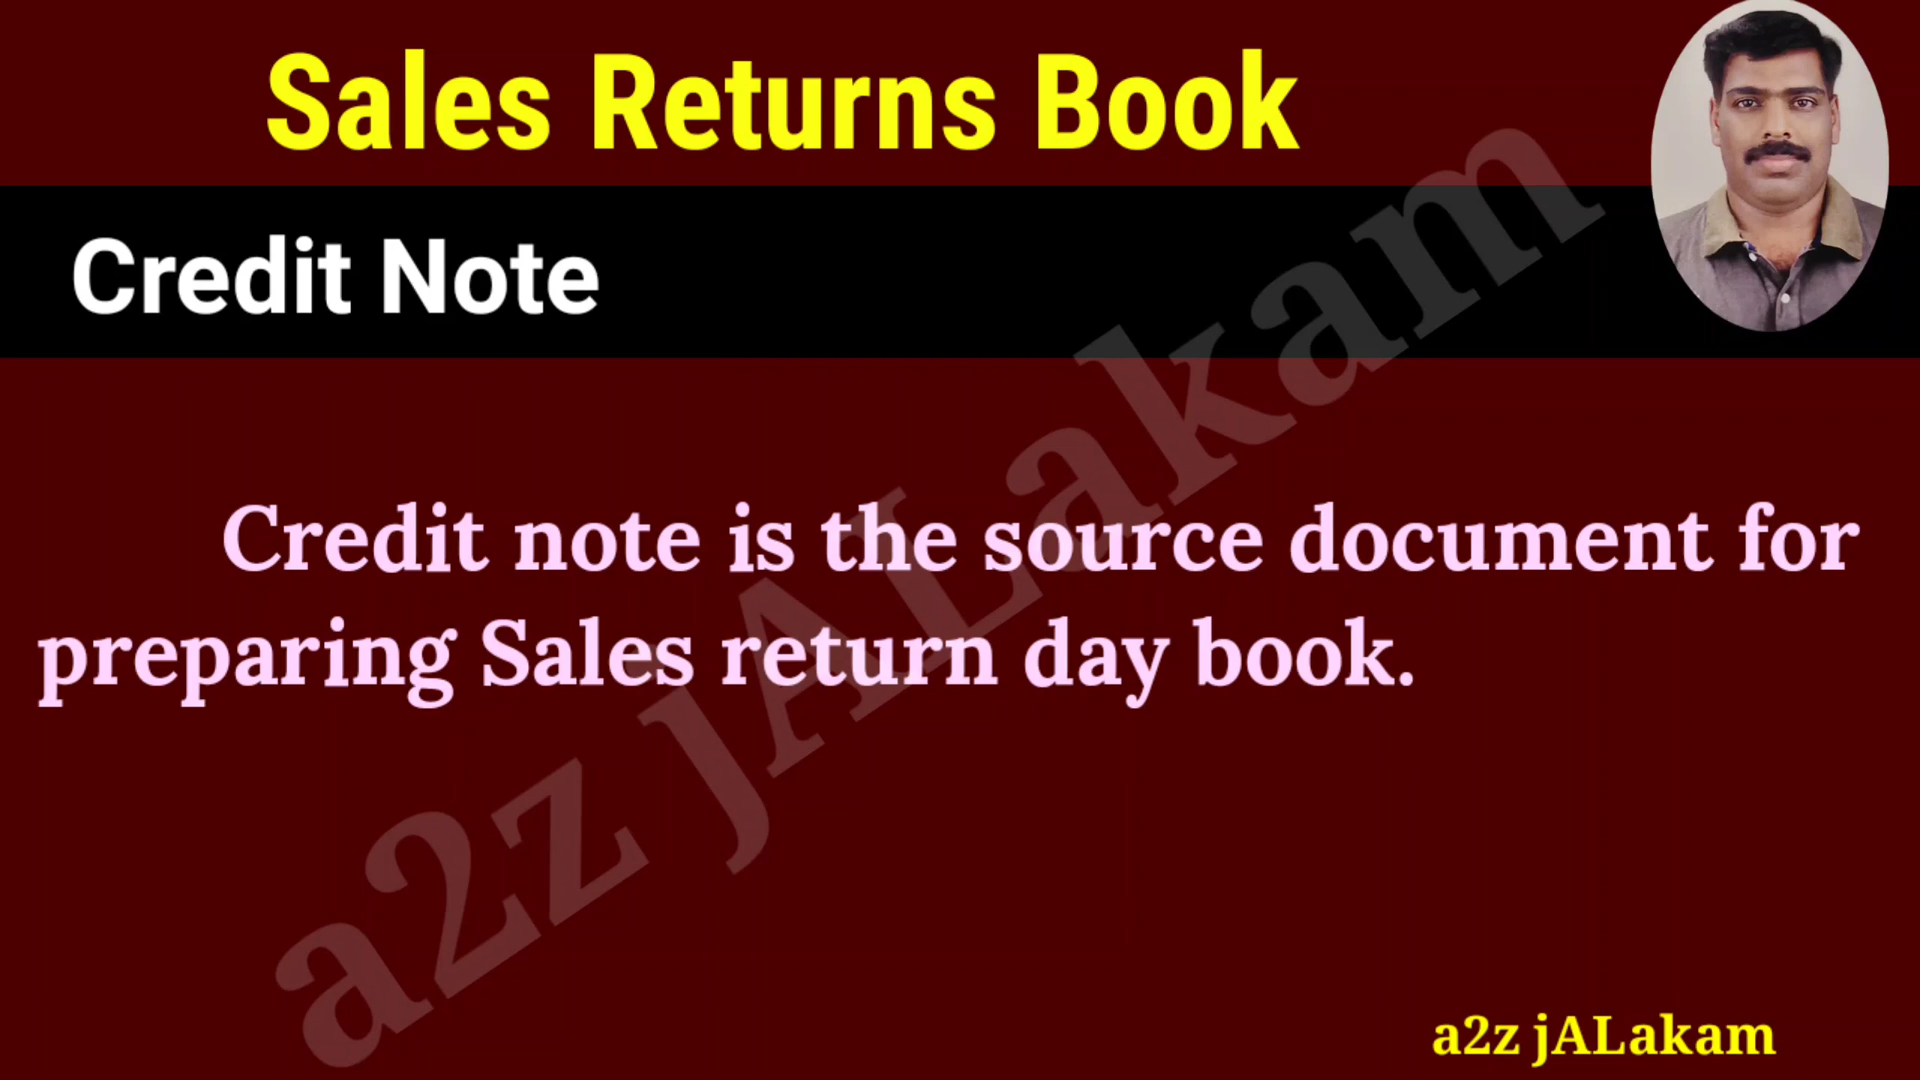 Sales Returns Book
Credit Note
Credit note is the source document for
preparing Sales return day book.
a2z jALakam
a2z jALakam